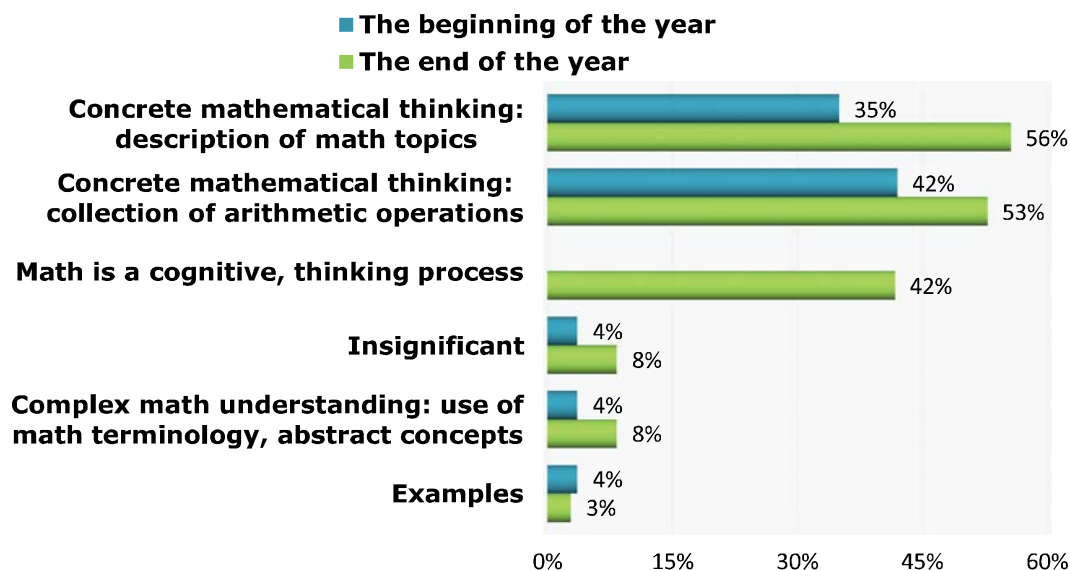 The beginning of the year
The end of the year
Concrete mathematical thinking:
description of math topics
35%
56%
Concrete mathematical thinking:
collection of arithmetic operations
42%
53%
Math is a cognitive, thinking process
42%
Insignificant
4%
8%
Complex math understanding: use of
math terminology, abstract concepts
4%
8%
Examples
4%
3%
0% 15% 30% 45% 60%